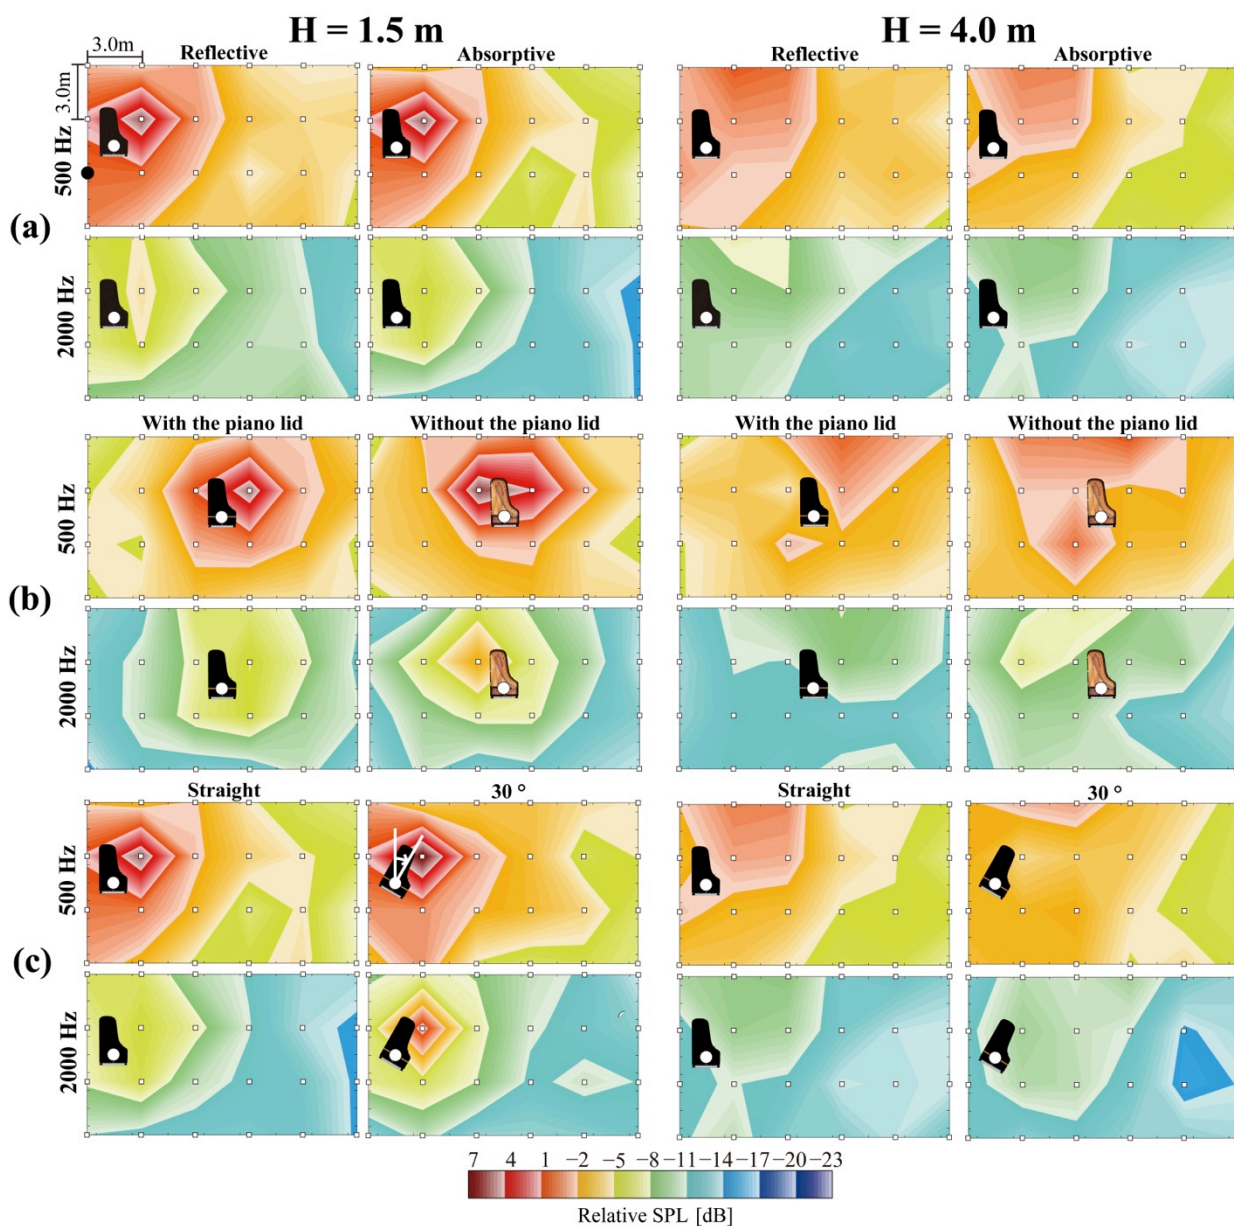 H = 1.5 m H = 4.0 m
3.0m Reflective Absorptive Reflective Absorptive
3.0m
500 Hz
(a)
2000 Hz
With the piano lid Without the piano lid With the piano lid Without the piano lid
500 Hz
(b)
2000 Hz
Straight 30 ° Straight 30 °
500 Hz
(c)
2000 Hz
7 4 1 −2 −5 −8 −11 −14 −17 −20 −23
Relative SPL [dB]